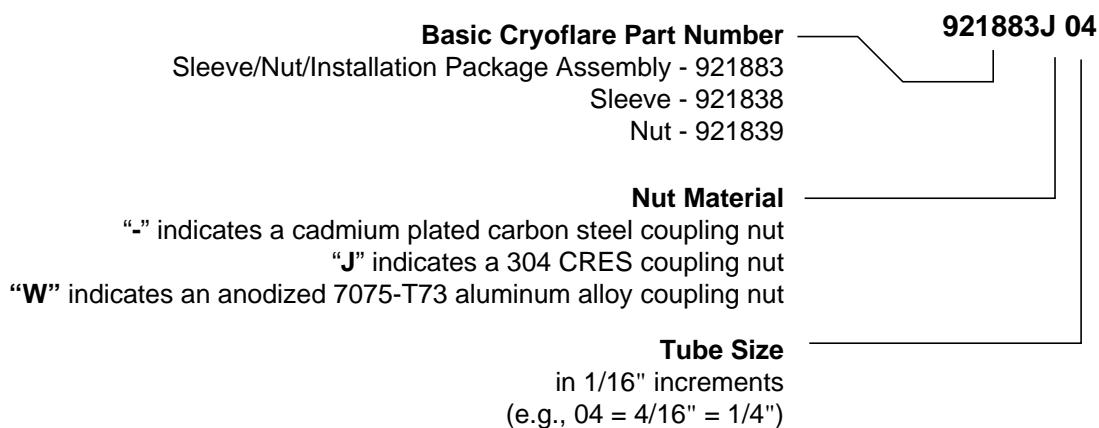 921883J 04
Basic Cryoflare Part Number
Sleeve/Nut/Installation Package Assembly - 921883
Sleeve - 921838
Nut - 921839
Nut Material
“-” indicates a cadmium plated carbon steel coupling nut
“J” indicates a 304 CRES coupling nut
“W” indicates an anodized 7075-T73 aluminum alloy coupling nut
Tube Size
in 1/16" increments
(e.g., 04 = 4/16" = 1/4")